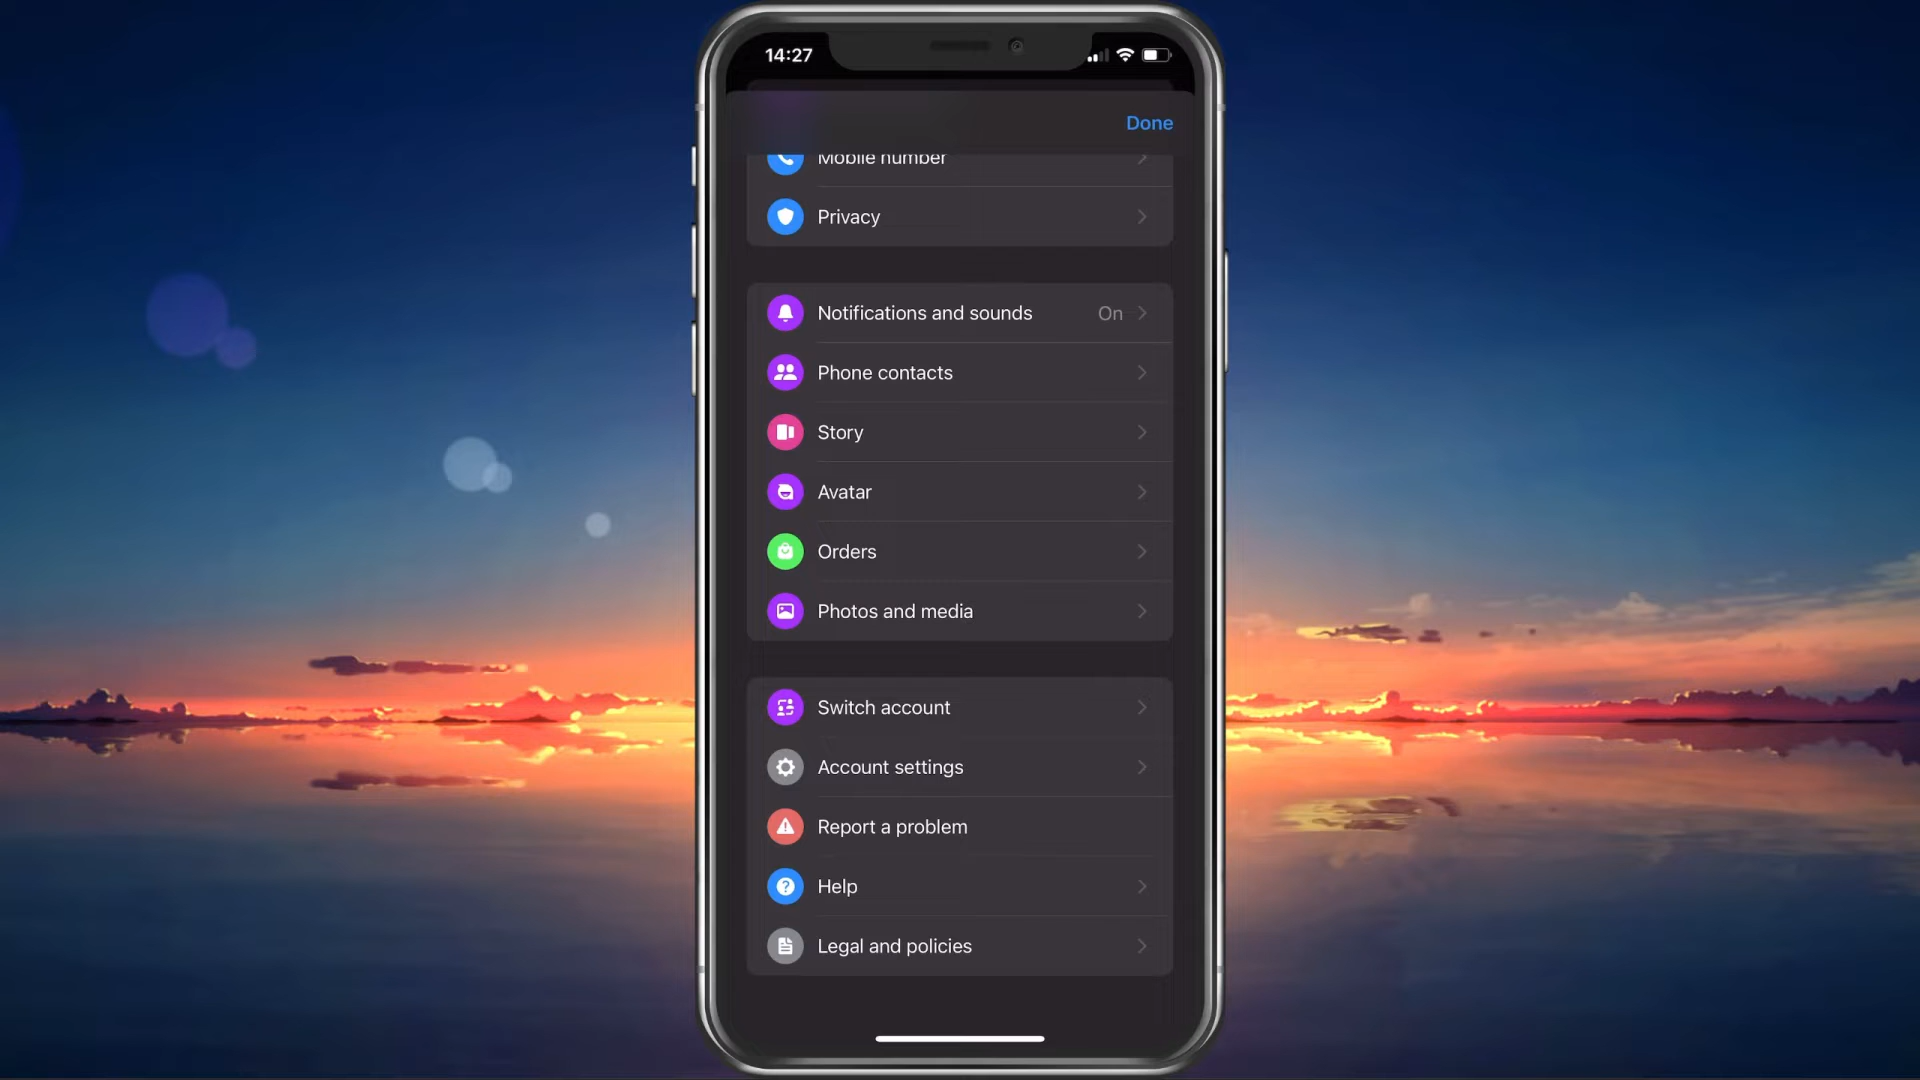 14:27
Done
Mobile number
Privacy
Notifications and sounds On
Phone contacts
Story
Avatar
Orders
Photos and media
Switch account
Account settings
Report a problem
Help
Legal and policies